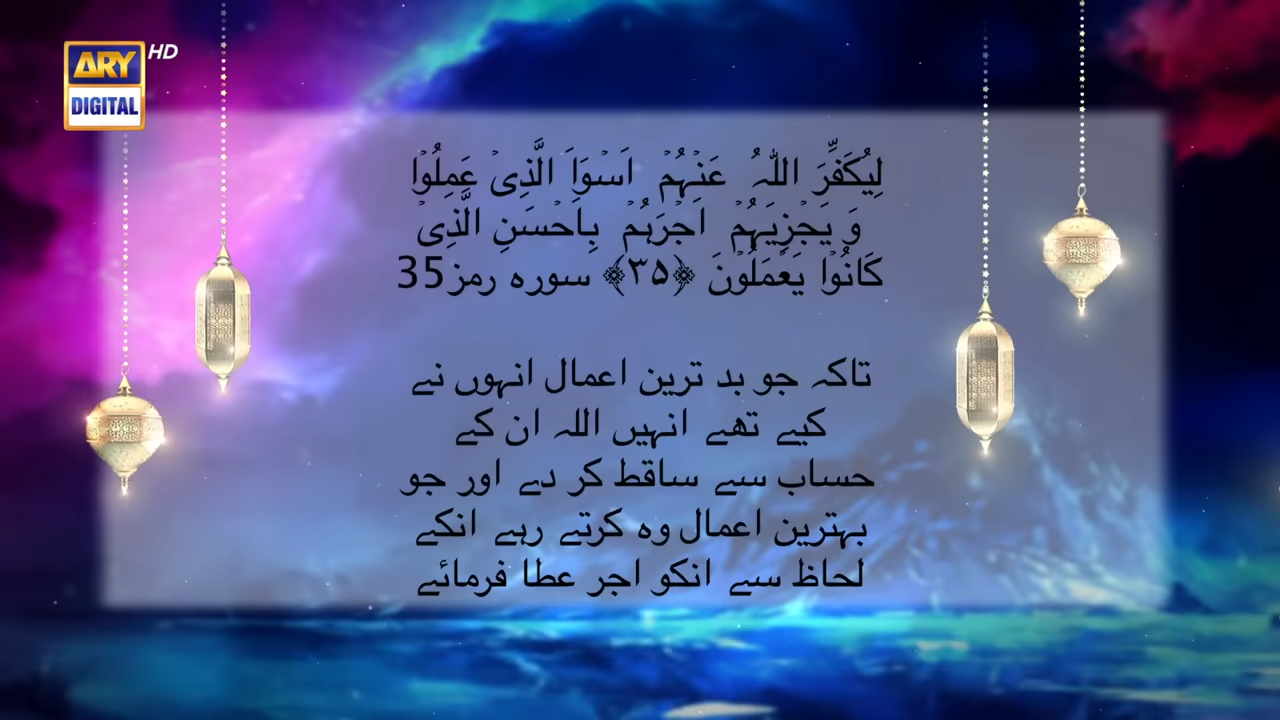 ARY HD
DIGITAL
لِیُکَفِّرَ اللّٰہُ عَنۡہُمۡ اَسۡوَاَ الَّذِیۡ عَمِلُوۡا
وَ یَجۡزِیَہُمۡ اَجۡرَہُمۡ بِاَحۡسَنِ الَّذِیۡ
کَانُوۡا یَعۡمَلُوۡنَ ﴿۳۵﴾ سورہ رمز35
تاکہ جو بد ترین اعمال انہوں نے
کیے تھے انہیں اللہ ان کے
حساب سے ساقط کر دے اور جو
بہترین اعمال وہ کرتے رہے انکے
لحاظ سے انکو اجر عطا فرمائے